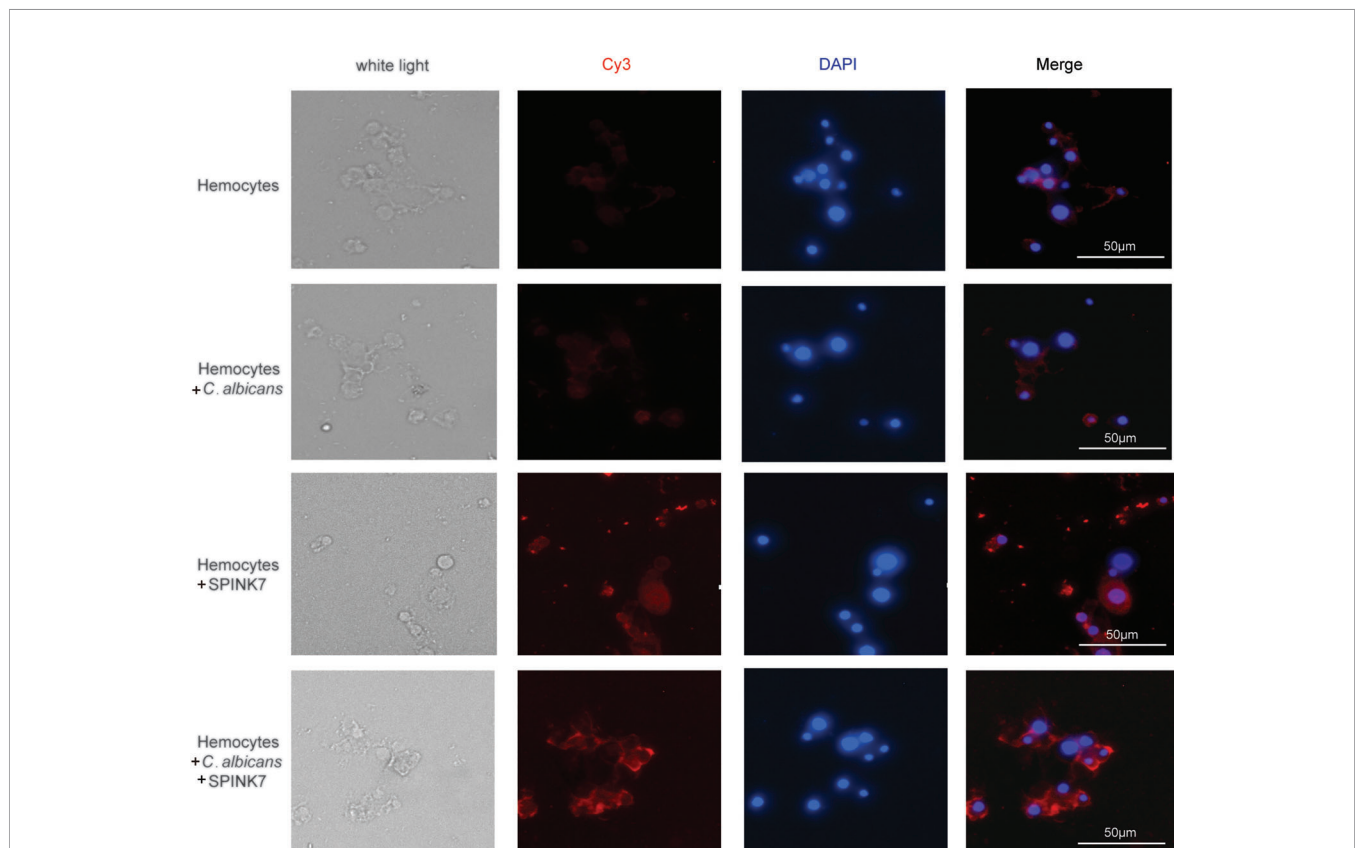 white light Cy3 DAPI Merge
Hemocytes
50μm
Hemocytes
+C. albicans
50μm
Hemocytes
+SPINK7
50μm
Hemocytes
+C. albicans
+SPINK7
50μm